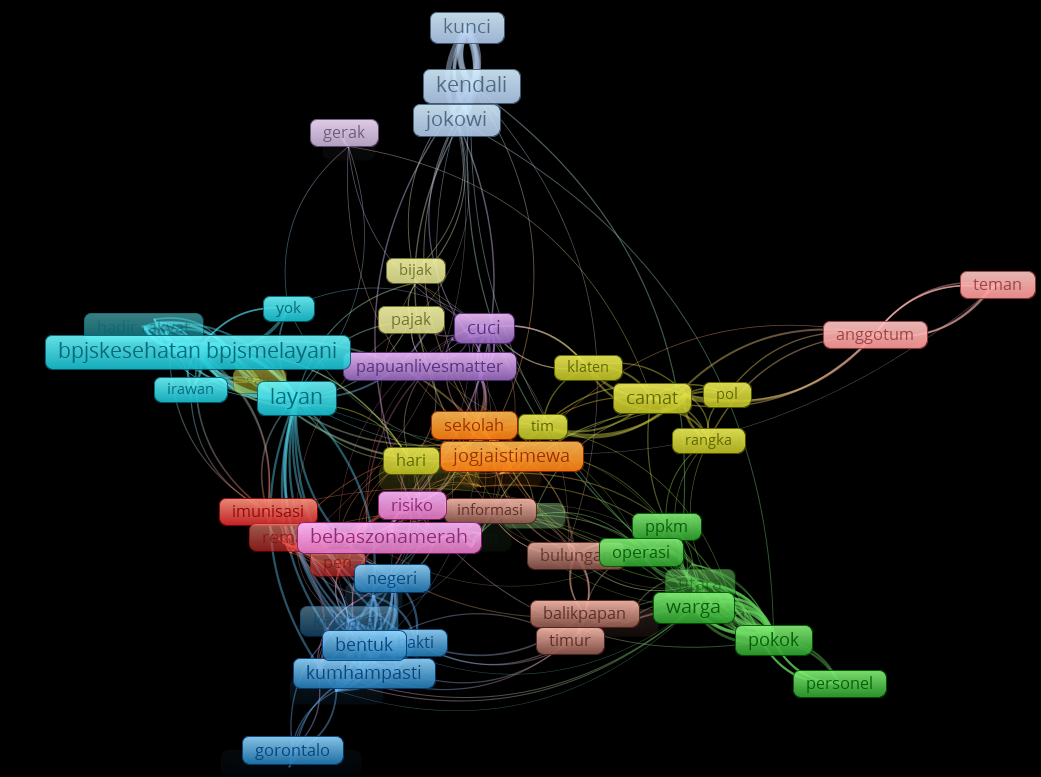 kunci
kendali
jokowi
gerak
bijak
teman
yok
pajak
cuci
anggotum
bpjskesehatan bpjsmelayani
papuanlivesmatter
klaten
irawan
layan
camat
pol
sekolah
tim
rangka
hari
jogjaistimewa
risiko
informasi
imunisasi
bebaszonamerah
ppkm
operasi
negeri
warga
balikpapan
timur
bentuk
pokok
kumhampasti
personel
gorontalo